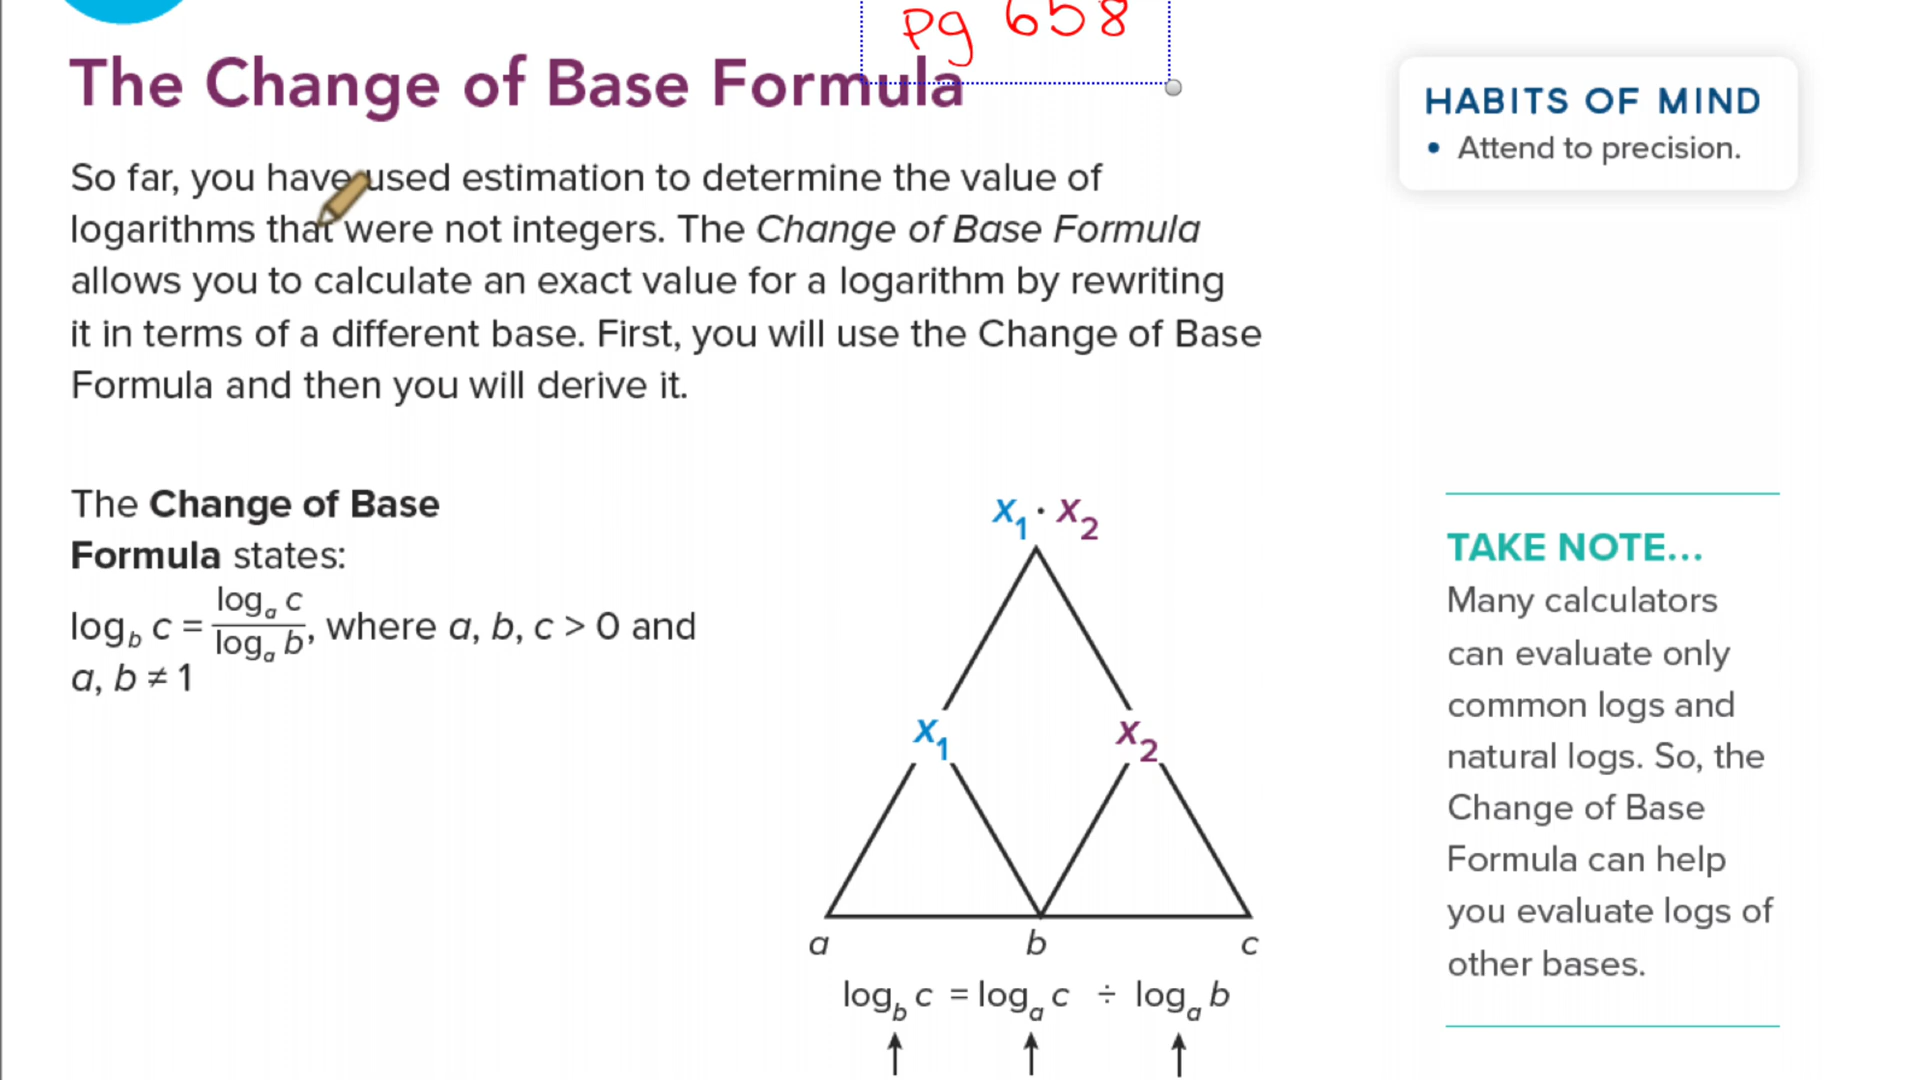 pg 658
The Change of Base Formula
HABITS OF MIND
• Attend to precision.
So far, you have used estimation to determine the value of
logarithms that were not integers. The Change of Base Formula
allows you to calculate an exact value for a logarithm by rewriting
it in terms of a different base. First, you will use the Change of Base
Formula and then you will derive it.
The Change of Base
Formula states:
log_b c = log_a c / log_a b, where a, b, c > 0 and
a, b ≠ 1
x₁ · x₂
x₁ x₂
a b c
log_b c = log_a c ÷ log_a b
TAKE NOTE...
Many calculators
can evaluate only
common logs and
natural logs. So, the
Change of Base
Formula can help
you evaluate logs of
other bases.